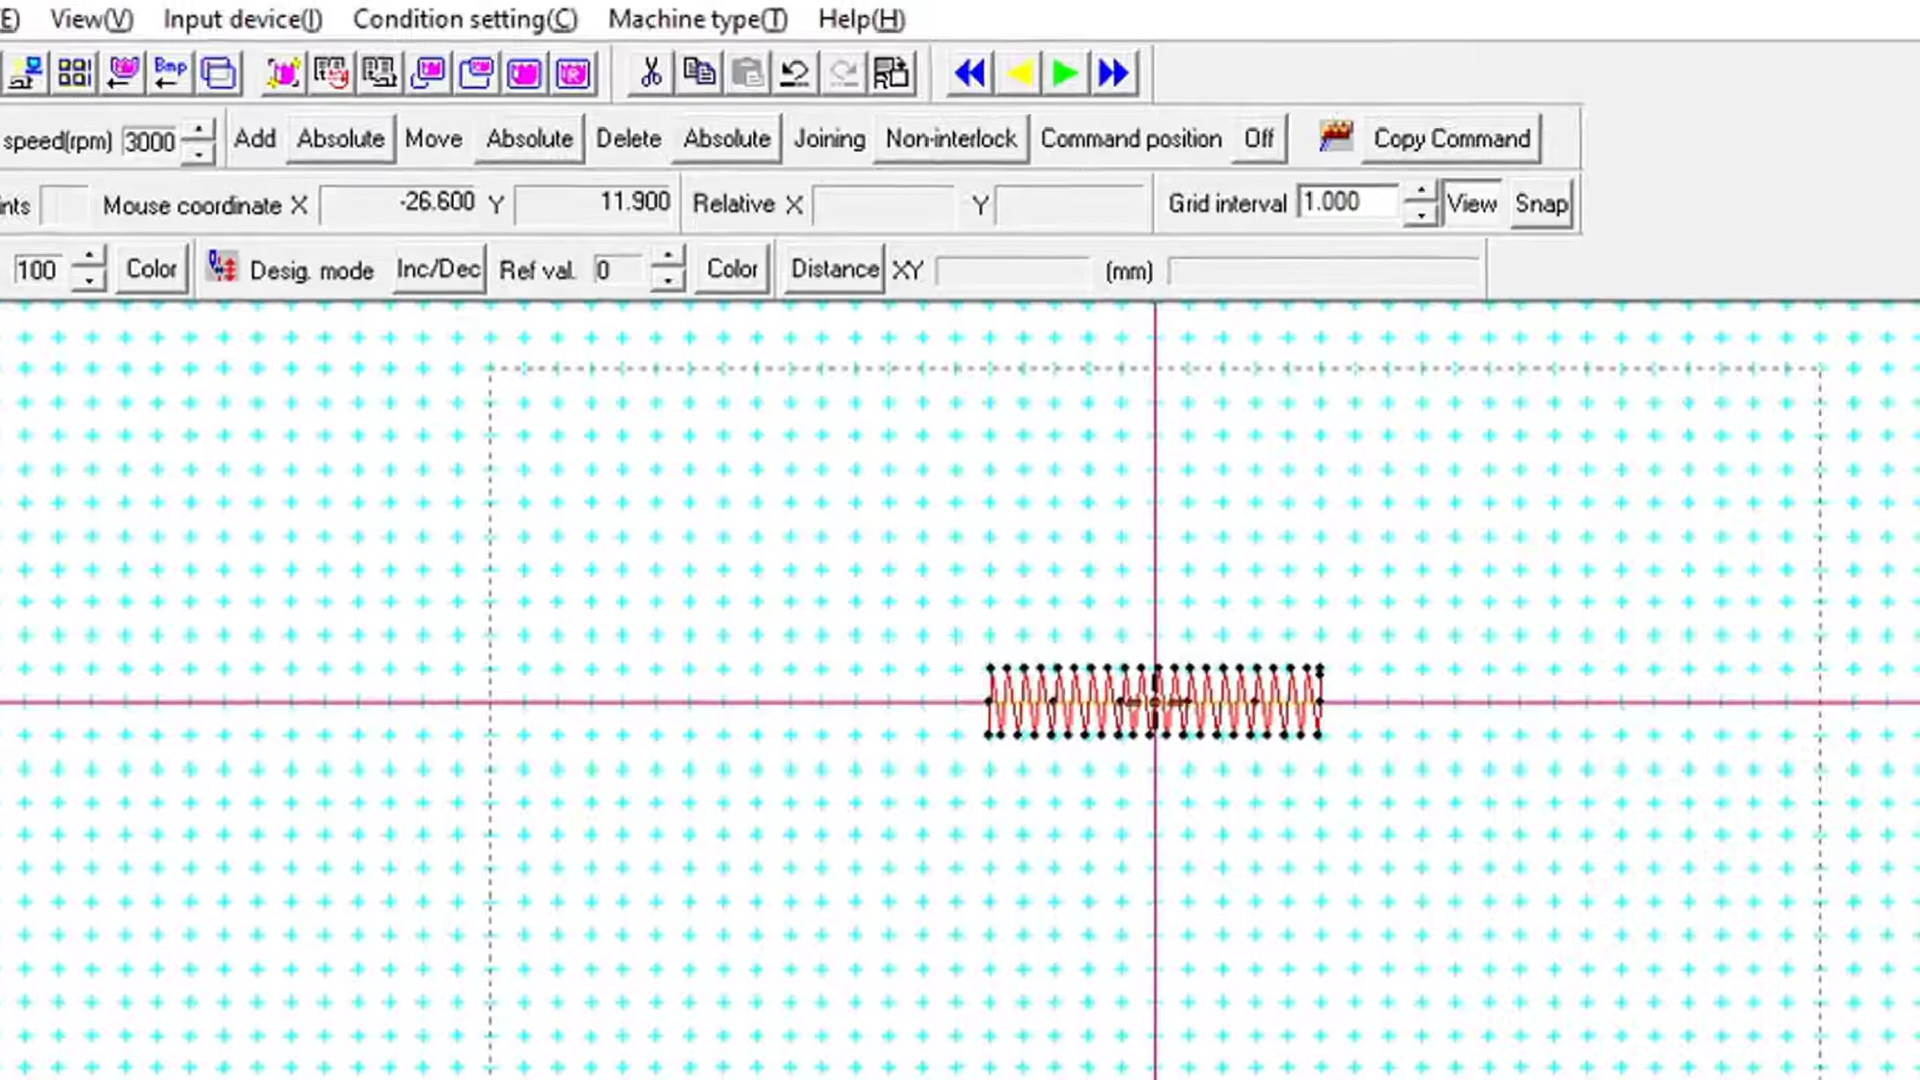 E) View(V) Input device(I) Condition setting(C) Machine type(T) Help(H)
Bmp
speed(rpm) 3000 Add Absolute Move Absolute Delete Absolute Joining Non-interlock Command position Off Copy Command
ints Mouse coordinate X -26.600 Y 11.900 Relative X Y Grid interval 1.000 View Snap
100 Color Desig. mode Inc/Dec Ref val. 0 Color Distance XY (mm)